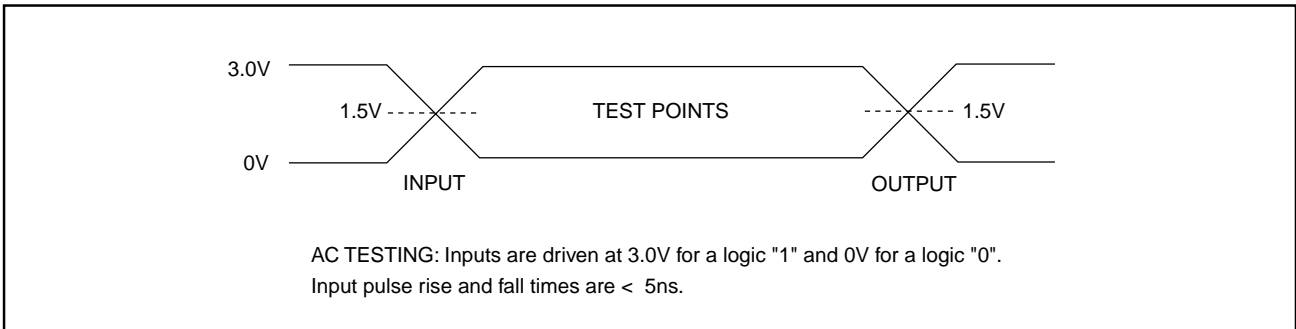 3.0V
1.5V
TEST POINTS
1.5V
0V
INPUT
OUTPUT
AC TESTING: Inputs are driven at 3.0V for a logic "1" and 0V for a logic "0".
Input pulse rise and fall times are < 5ns.